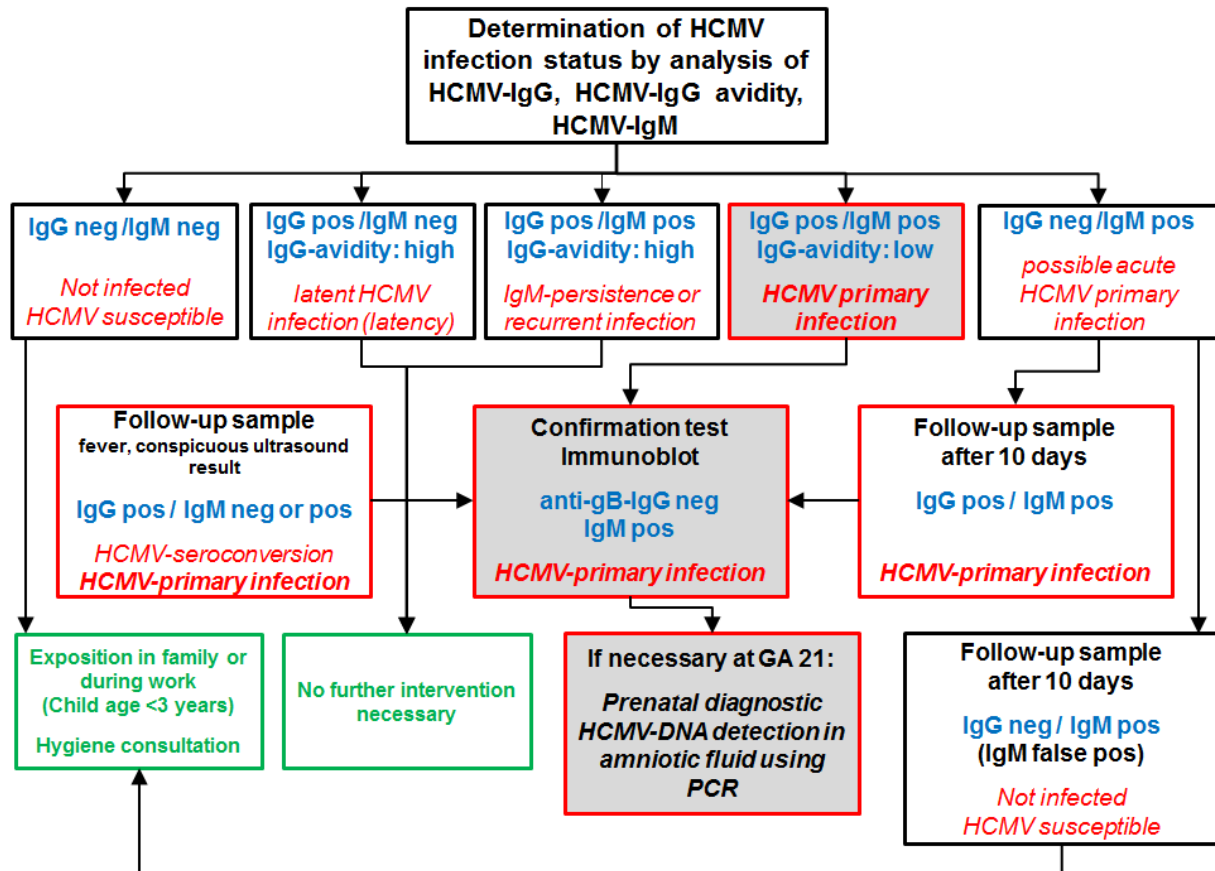 Determination of HCMV
infection status by analysis of
HCMV-IgG, HCMV-IgG avidity,
HCMV-IgM
IgG neg/IgM neg
Not infected
HCMV susceptible
IgG pos/IgM neg
IgG-avidity: high
latent HCMV
infection (latency)
IgG pos/IgM pos
IgG-avidity: high
IgM-persistence or
recurrent infection
IgG pos/IgM pos
IgG-avidity: low
HCMV primary
infection
IgG neg/IgM pos
possible acute
HCMV primary
infection
Follow-up sample
fever, conspicuous ultrasound
result
IgG pos / IgM neg or pos
HCMV-seroconversion
HCMV-primary infection
Confirmation test
Immunoblot
anti-gB-IgG neg
IgM pos
HCMV-primary infection
Follow-up sample
after 10 days
IgG pos / IgM pos
HCMV-primary infection
Exposition in family or
during work
(Child age <3 years)
Hygiene consultation
No further intervention
necessary
If necessary at GA 21:
Prenatal diagnostic
HCMV-DNA detection in
amniotic fluid using
PCR
Follow-up sample
after 10 days
IgG neg / IgM pos
(IgM false pos)
Not infected
HCMV susceptible